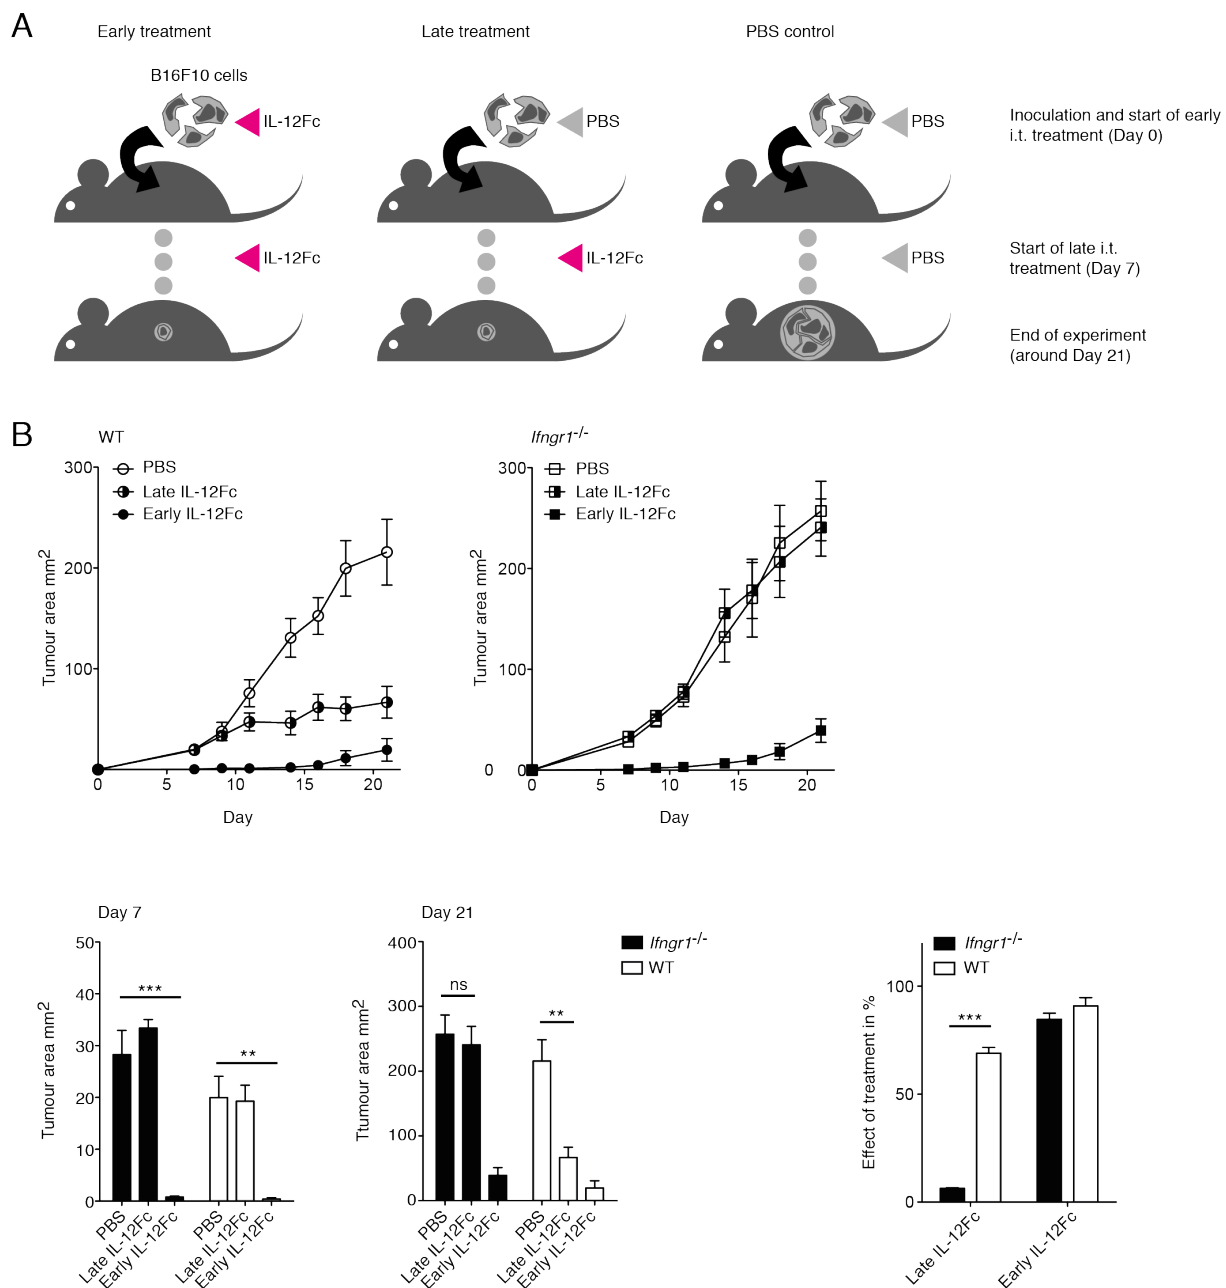 A
Early treatment
Late treatment
PBS control
B16F10 cells
IL-12Fc
PBS
PBS
Inoculation and start of early
i.t. treatment (Day 0)
IL-12Fc
IL-12Fc
PBS
Start of late i.t.
treatment (Day 7)
End of experiment
(around Day 21)
B
WT
300
200
100
0
PBS
Late IL-12Fc
Early IL-12Fc
Tumour area mm2
0 5 10 15 20
Day
Ifngr1-/-
300
200
100
0
0
PBS
Late IL-12Fc
Early IL-12Fc
Tumour area mm2
0 5 10 15 20
Day
Day 7
50
40
30
20
10
0
Tumour area mm2
***
**
PBS
Late IL-12Fc
Early IL-12Fc
PBS
Late IL-12Fc
Early IL-12Fc
Day 21
400
300
200
100
0
Ttumour area mm2
ns
**
PBS
Late IL-12Fc
Early IL-12Fc
PBS
Late IL-12Fc
Early IL-12Fc
Ifngr1-/-
WT
Ifngr1-/-
WT
100
50
0
Effect of treatment in %
***
Late IL-12Fc
Early IL-12Fc